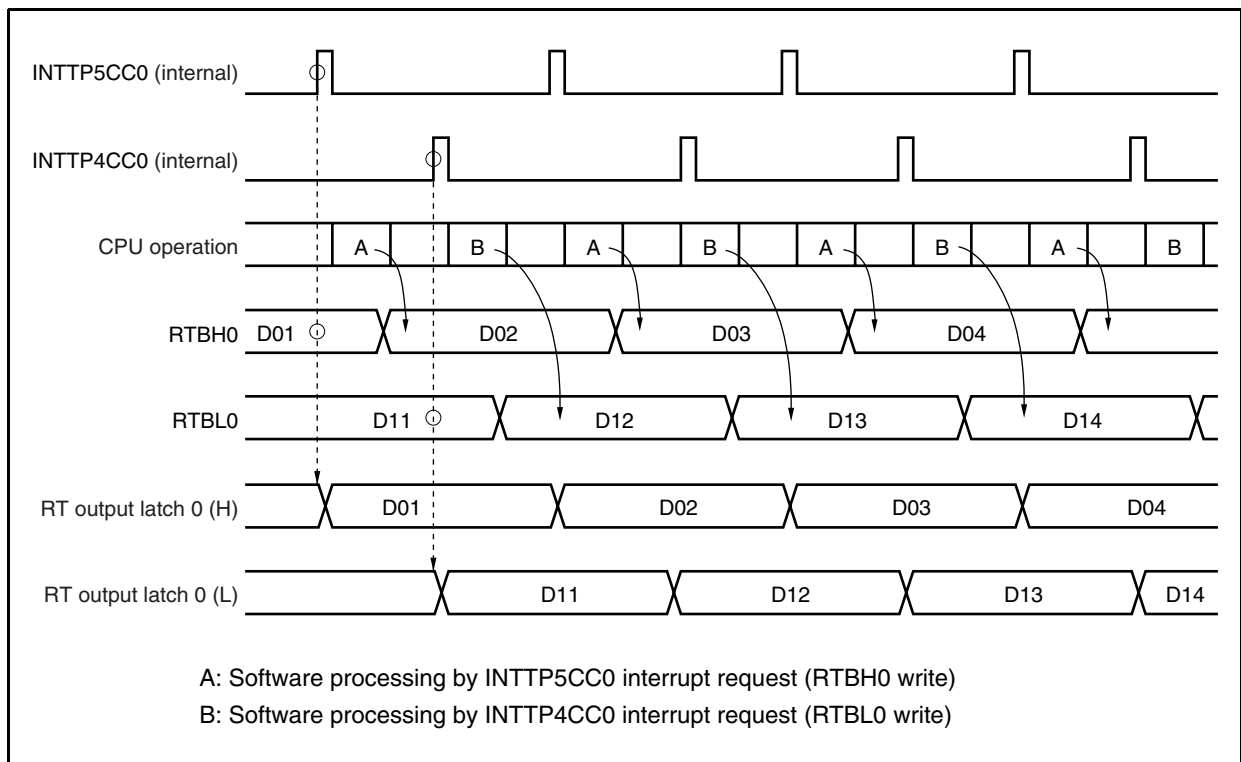 INTTP5CC0 (internal)
INTTP4CC0 (internal)
CPU operation A B A B A B A B
RTBH0 D01 D02 D03 D04
RTBL0 D11 D12 D13 D14
RT output latch 0 (H) D01 D02 D03 D04
RT output latch 0 (L) D11 D12 D13 D14
A: Software processing by INTTP5CC0 interrupt request (RTBH0 write)
B: Software processing by INTTP4CC0 interrupt request (RTBL0 write)